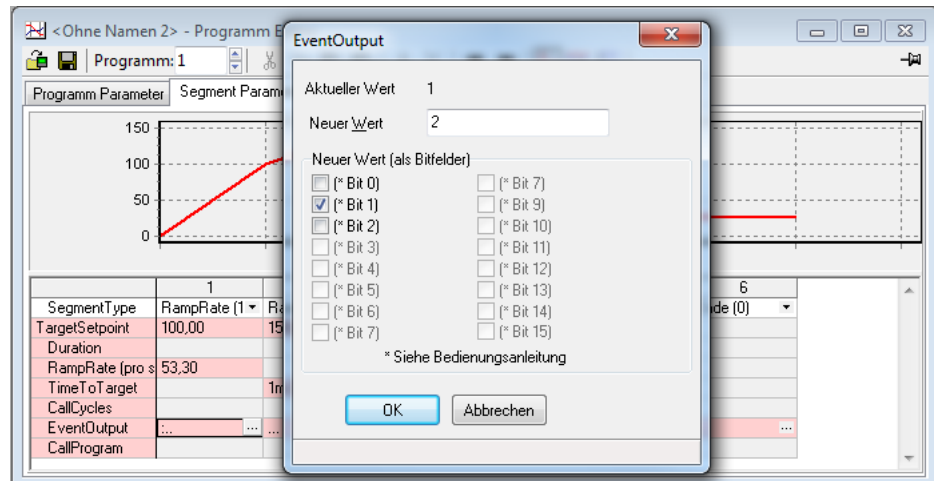 <Ohne Namen 2> - Programm E
Programm: 1
Programm Parameter Segment Param
150
100
50
0
1 6
SegmentType RampRate (1 Ra de (0)
TargetSetpoint 100,00 15
Duration
RampRate (pro s 53,30
TimeToTarget 1m
CallCycles
EventOutput :.. ... ... ...
CallProgram
EventOutput
Aktueller Wert 1
Neuer Wert 2
Neuer Wert (als Bitfelder)
(* Bit 0) (* Bit 7)
(* Bit 1) (* Bit 9)
(* Bit 2) (* Bit 10)
(* Bit 3) (* Bit 11)
(* Bit 4) (* Bit 12)
(* Bit 5) (* Bit 13)
(* Bit 6) (* Bit 14)
(* Bit 7) (* Bit 15)
* Siehe Bedienungsanleitung
OK Abbrechen